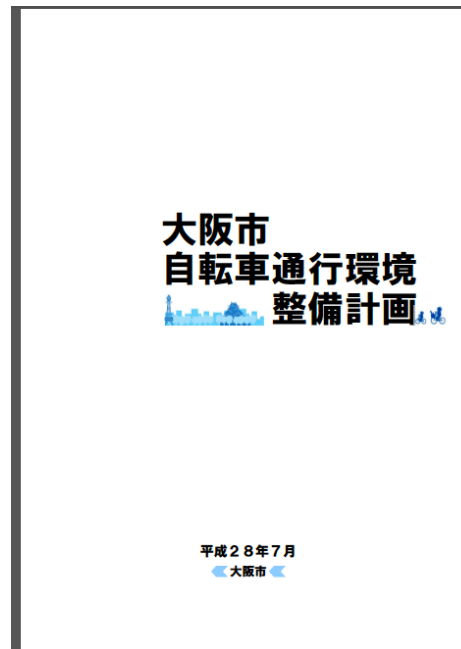 大阪市
自転車通行環境
整備計画
平成２８年７月
大阪市